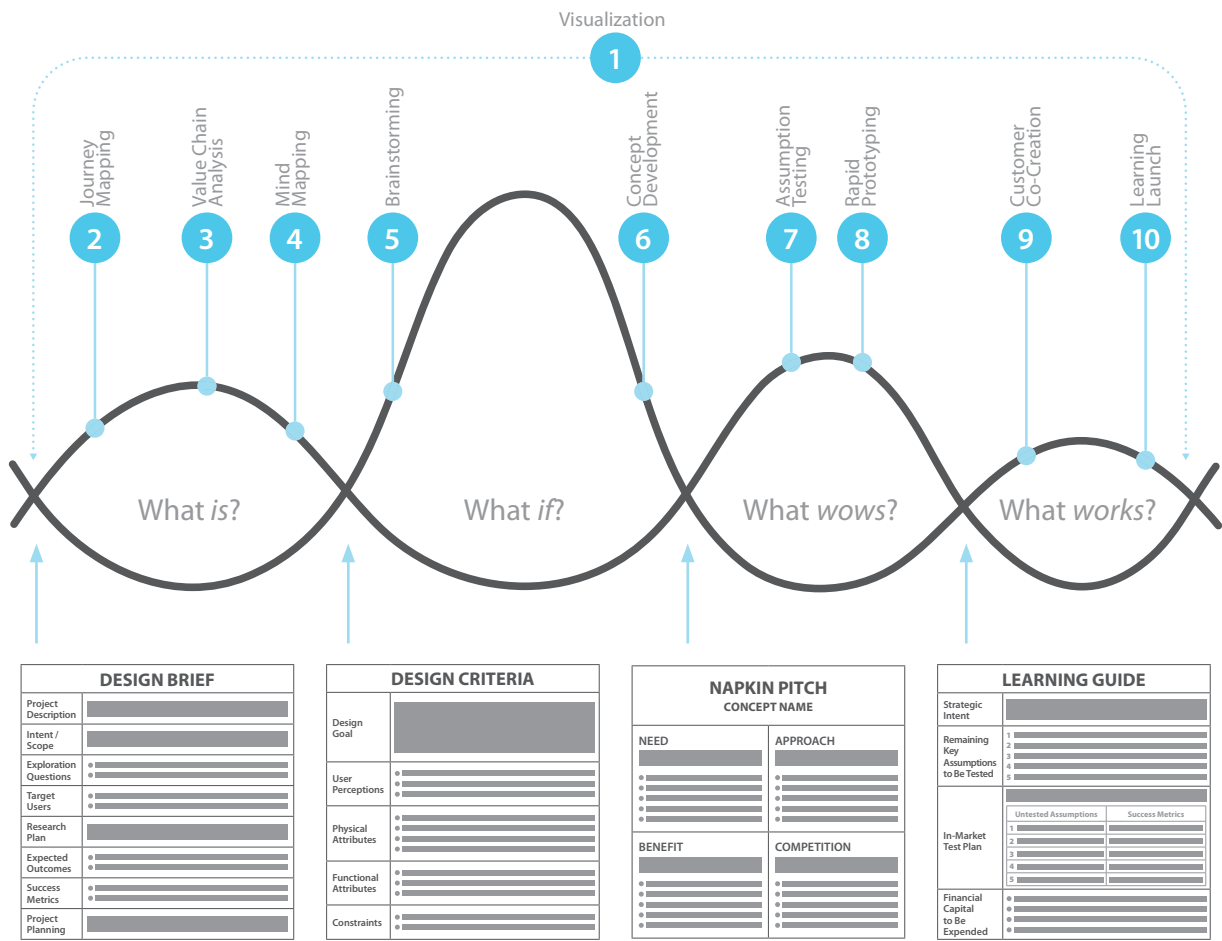 Visualization
1
Journey
Mapping
2
Value Chain
Analysis
3
Mind
Mapping
4
Brainstorming
5
Concept
Development
6
Assumption
Testing
7
Rapid
Prototyping
8
Customer
Co-Creation
9
Learning
Launch
10
What is?
What if?
What wows?
What works?
DESIGN BRIEF
Project
Description
Intent /
Scope
Exploration
Questions
Target
Users
Research
Plan
Expected
Outcomes
Success
Metrics
Project
Planning
DESIGN CRITERIA
Design
Goal
User
Perceptions
Physical
Attributes
Functional
Attributes
Constraints
NAPKIN PITCH
CONCEPT NAME
NEED
APPROACH
BENEFIT
COMPETITION
LEARNING GUIDE
Strategic
Intent
Remaining
Key
Assumptions
to Be Tested
1
2
3
4
5
In-Market
Test Plan
Untested Assumptions
Success Metrics
1
2
3
4
5
Financial
Capital
to Be
Expended